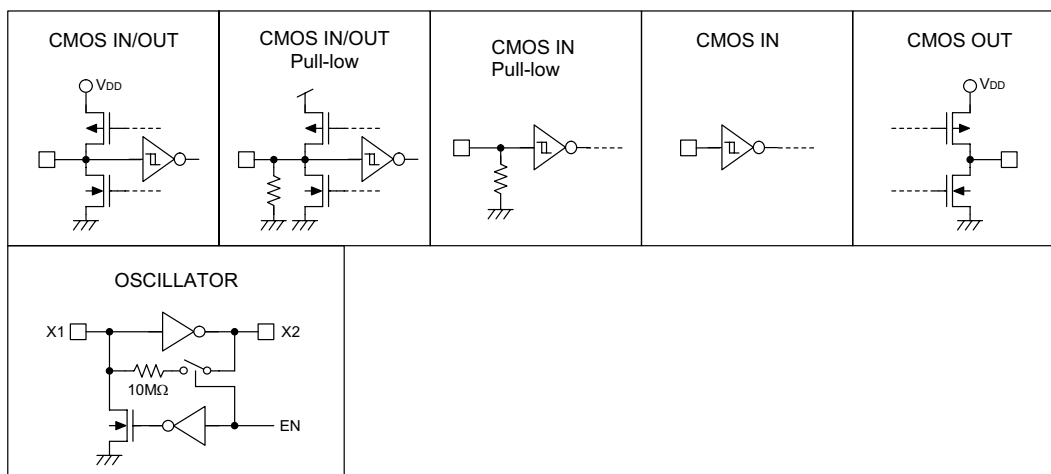 CMOS IN/OUT
VDD
CMOS IN/OUT
Pull-low
CMOS IN
Pull-low
CMOS IN
CMOS OUT
VDD
OSCILLATOR
X1
X2
10MΩ
EN